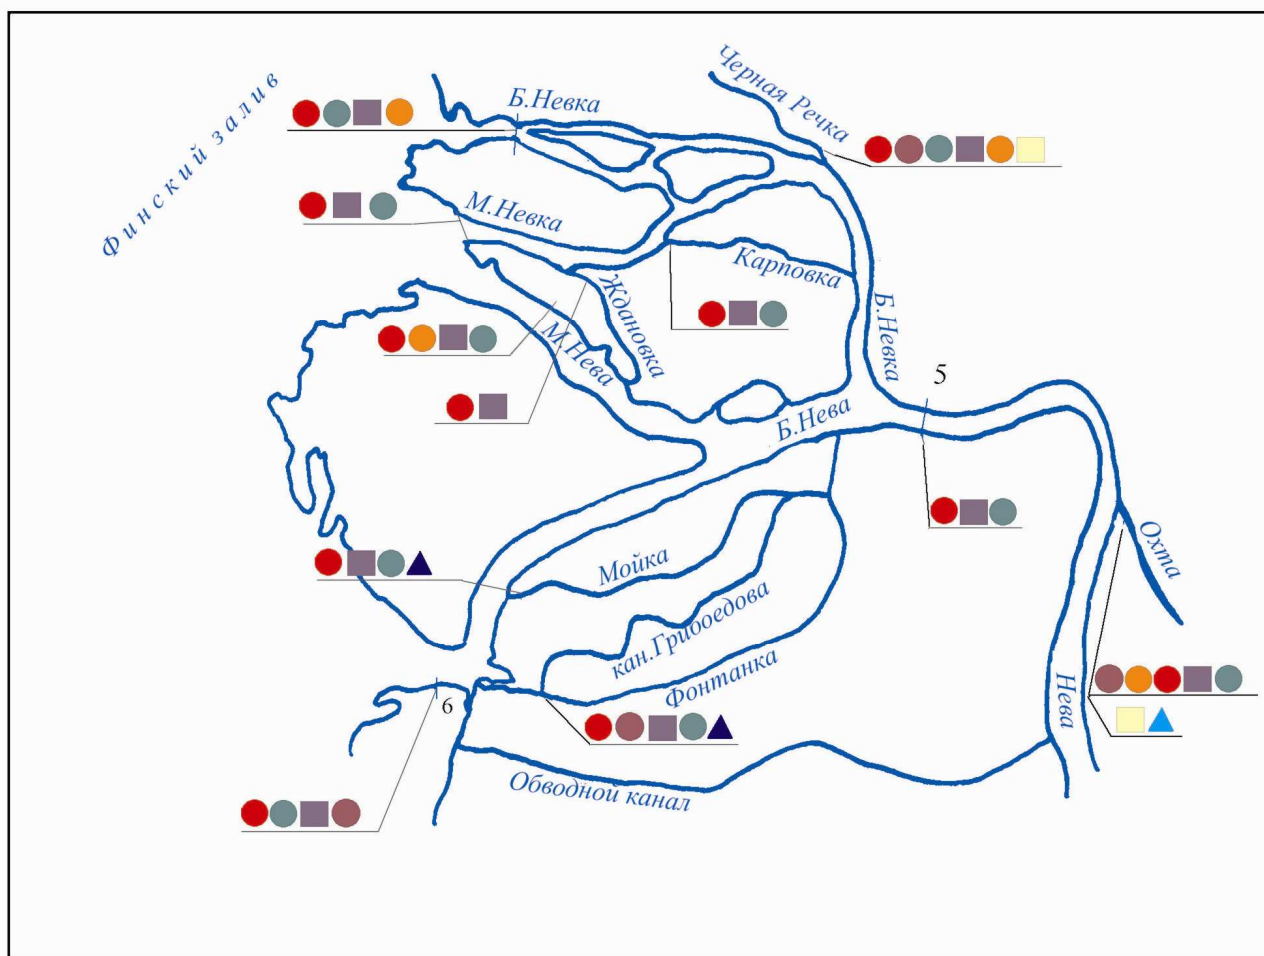 Финский залив
Б.Невка
Черная Речка
М.Невка
Карповка
Ждановка
Б.Невка
М.Нева
5
Б.Нева
Охта
Мойка
кан.Грибоедова
Фонтанка
Нева
6
Обводной канал